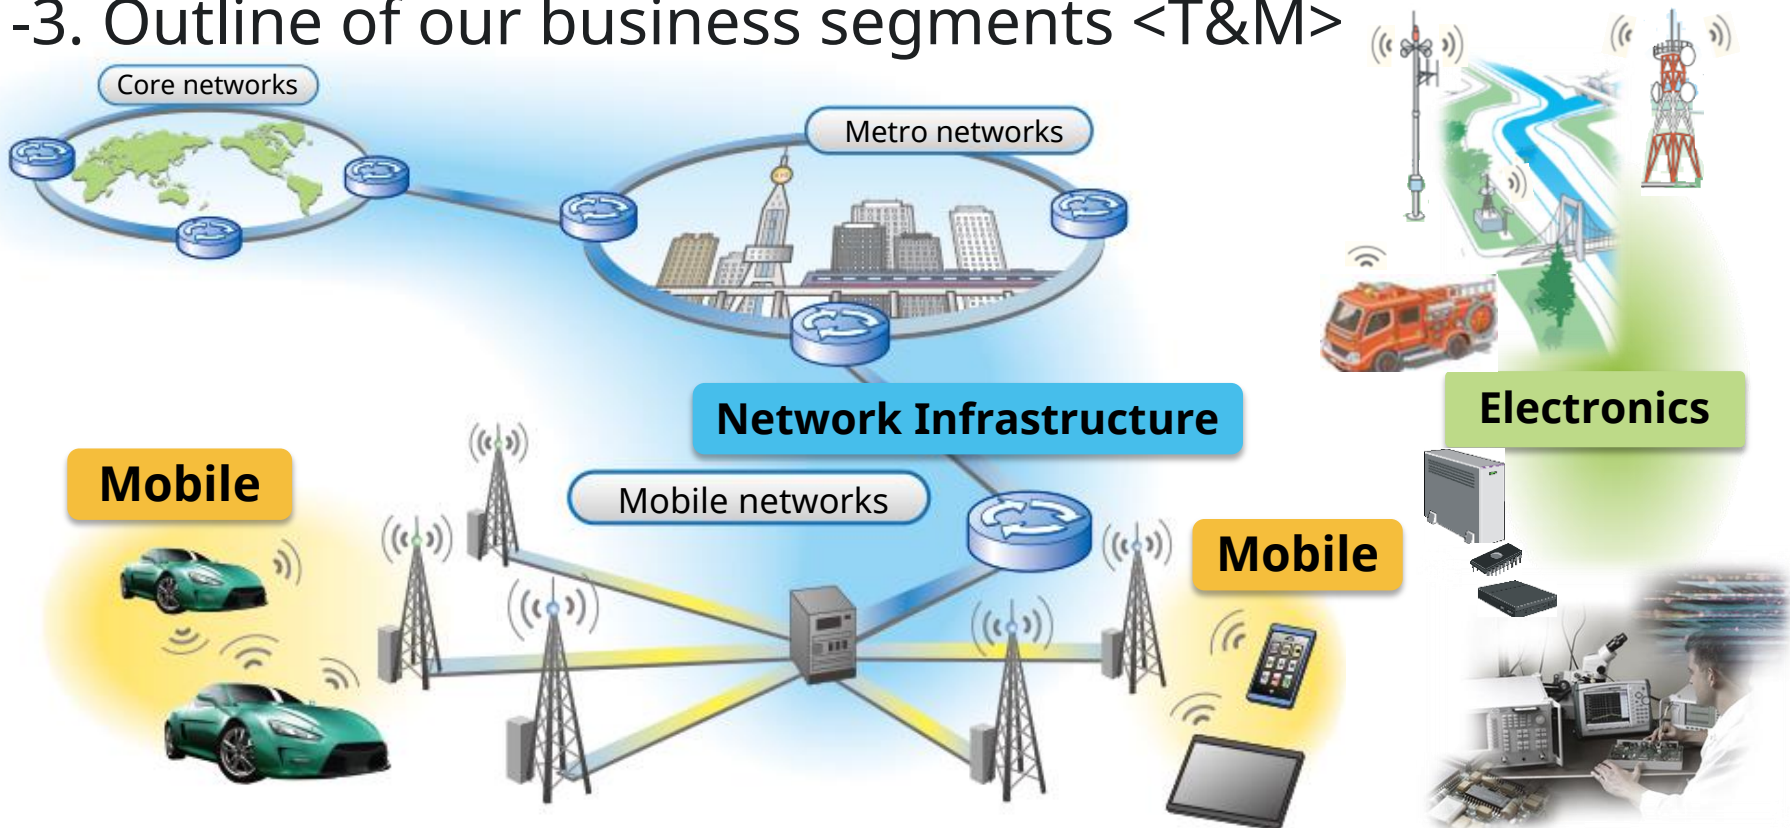 -3. Outline of our business segments <T&M>
Core networks
Metro networks
Network Infrastructure
Electronics
Mobile
Mobile networks
Mobile